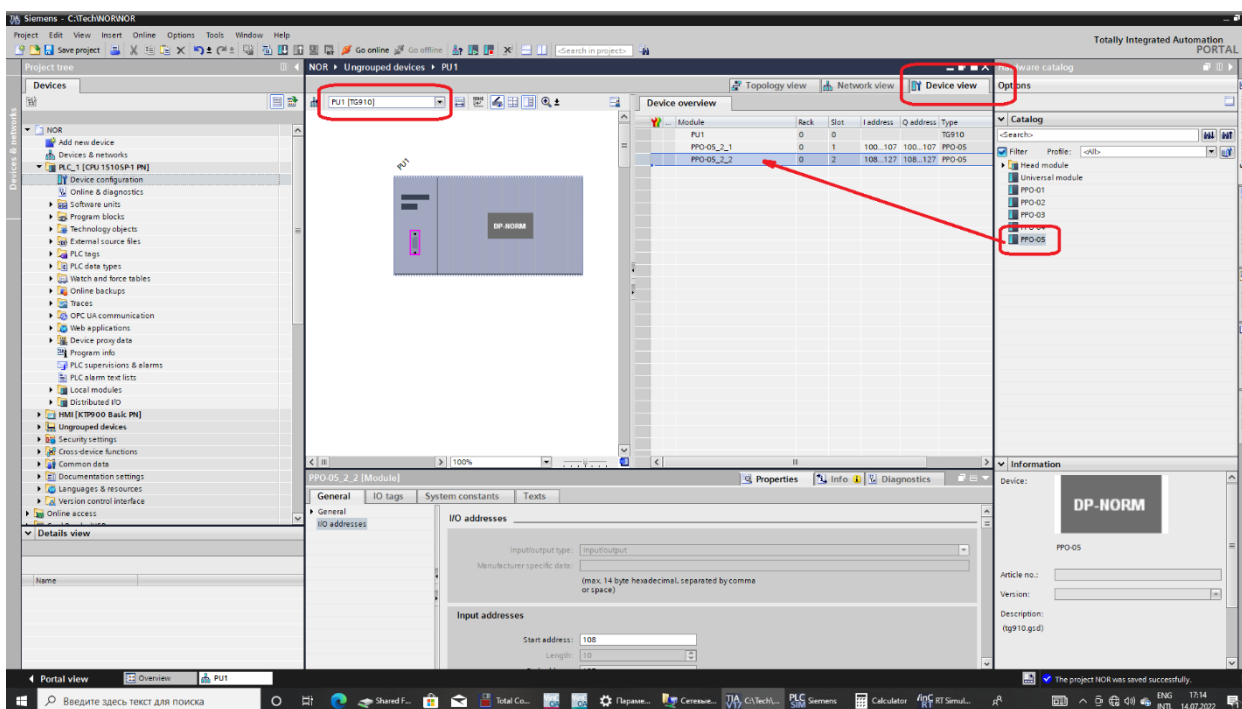 Siemens - C:\Tech\NOR\NOR
Project Edit View Insert Online Options Tools Window Help
Save project
Go online
Go offline
<Search in project>
Totally Integrated Automation
PORTAL
Project tree
Devices
Devices & networks
NOR
Add new device
Devices & networks
PLC_1 [CPU 1510SP-1 PN]
Device configuration
Online & diagnostics
Software units
Program blocks
Technology objects
External source files
PLC tags
PLC data types
Watch and force tables
Online backups
Traces
OPC UA communication
Web applications
Device proxy data
Program info
PLC supervisions & alarms
PLC alarm text lists
Local modules
Distributed I/O
HMI [KTP900 Basic PN]
Ungrouped devices
Security settings
Cross-device functions
Common data
Documentation settings
Languages & resources
Version control interface
Online access
Details view
Name
NOR Ungrouped devices PU1
Topology view
Network view
Device view
PU1 [TG910]
PU1
DP-NORM
100%
Device overview
... Module Rack Slot I address Q address Type
PU1 0 0 TG910
PPO-05_2_1 0 1 100...107 100...107 PPO-05
PPO-05_2_2 0 2 108...127 108...127 PPO-05
PPO-05_2_2 [Module]
Properties
Info
Diagnostics
General
IO tags
System constants
Texts
General
I/O addresses
I/O addresses
Input/output type: Input/output
Manufacturer specific data:
(max. 14 byte hexadecimal, separated by comma
or space)
Input addresses
Start address: 108
Length: 10
Hardware catalog
Options
Catalog
<Search>
Filter Profile: <All>
Head module
Universal module
PPO-01
PPO-02
PPO-03
PPO-04
PPO-05
Information
Device:
DP-NORM
PPO-05
Article no.:
Version:
Description:
(tg910.gsd)
Portal view
Overview
PU1
The project NOR was saved successfully.
Введите здесь текст для поиска
Shared F...
Total Co...
Параме...
Сетевые...
C:\Tech\...
Siemens
Calculator
RT Simul...
ENG
INTL
17:14
14.07.2022